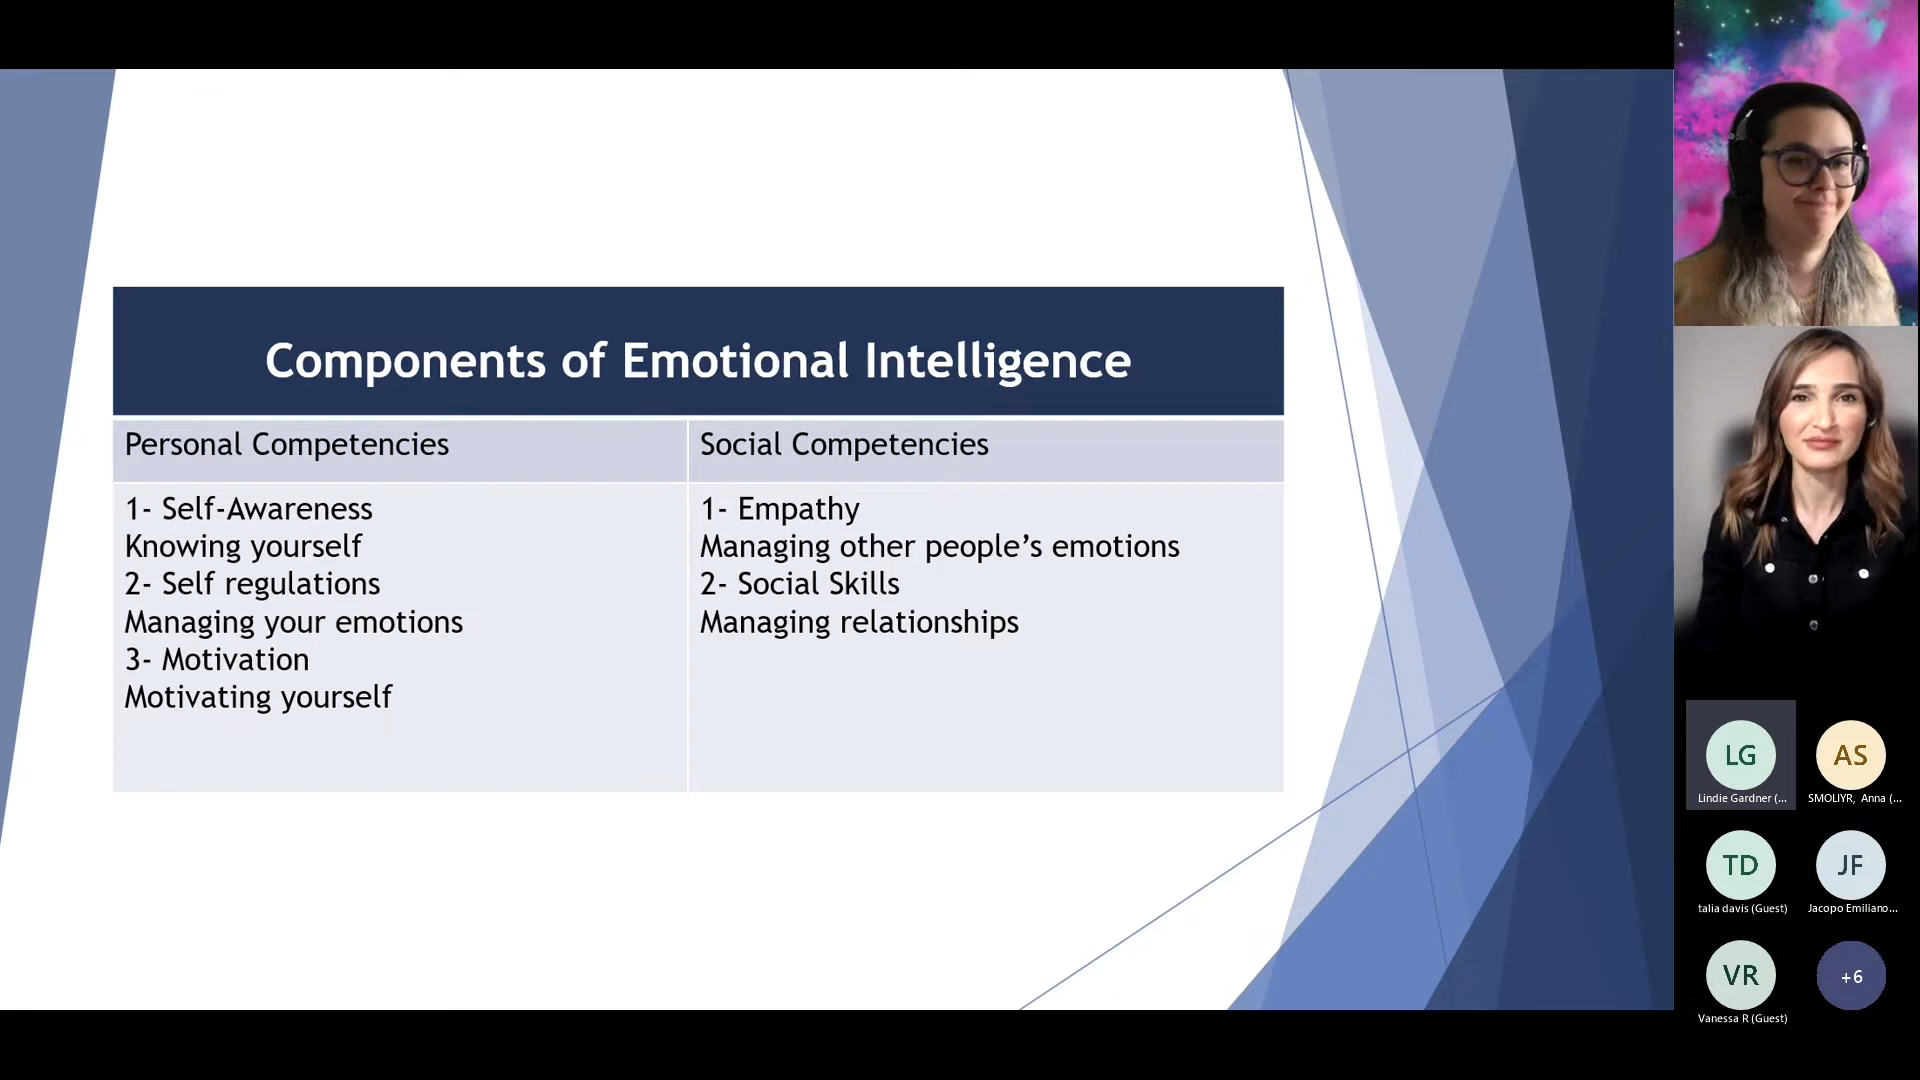 Components of Emotional Intelligence
Personal Competencies
1- Self-Awareness
Knowing yourself
2- Self regulations
Managing your emotions
3- Motivation
Motivating yourself
Social Competencies
1- Empathy
Managing other people’s emotions
2- Social Skills
Managing relationships
LG
Lindie Gardner (...
AS
SMOLIYR, Anna (...
TD
talia davis (Guest)
JF
Jacopo Emiliano...
VR
Vanessa R (Guest)
+6